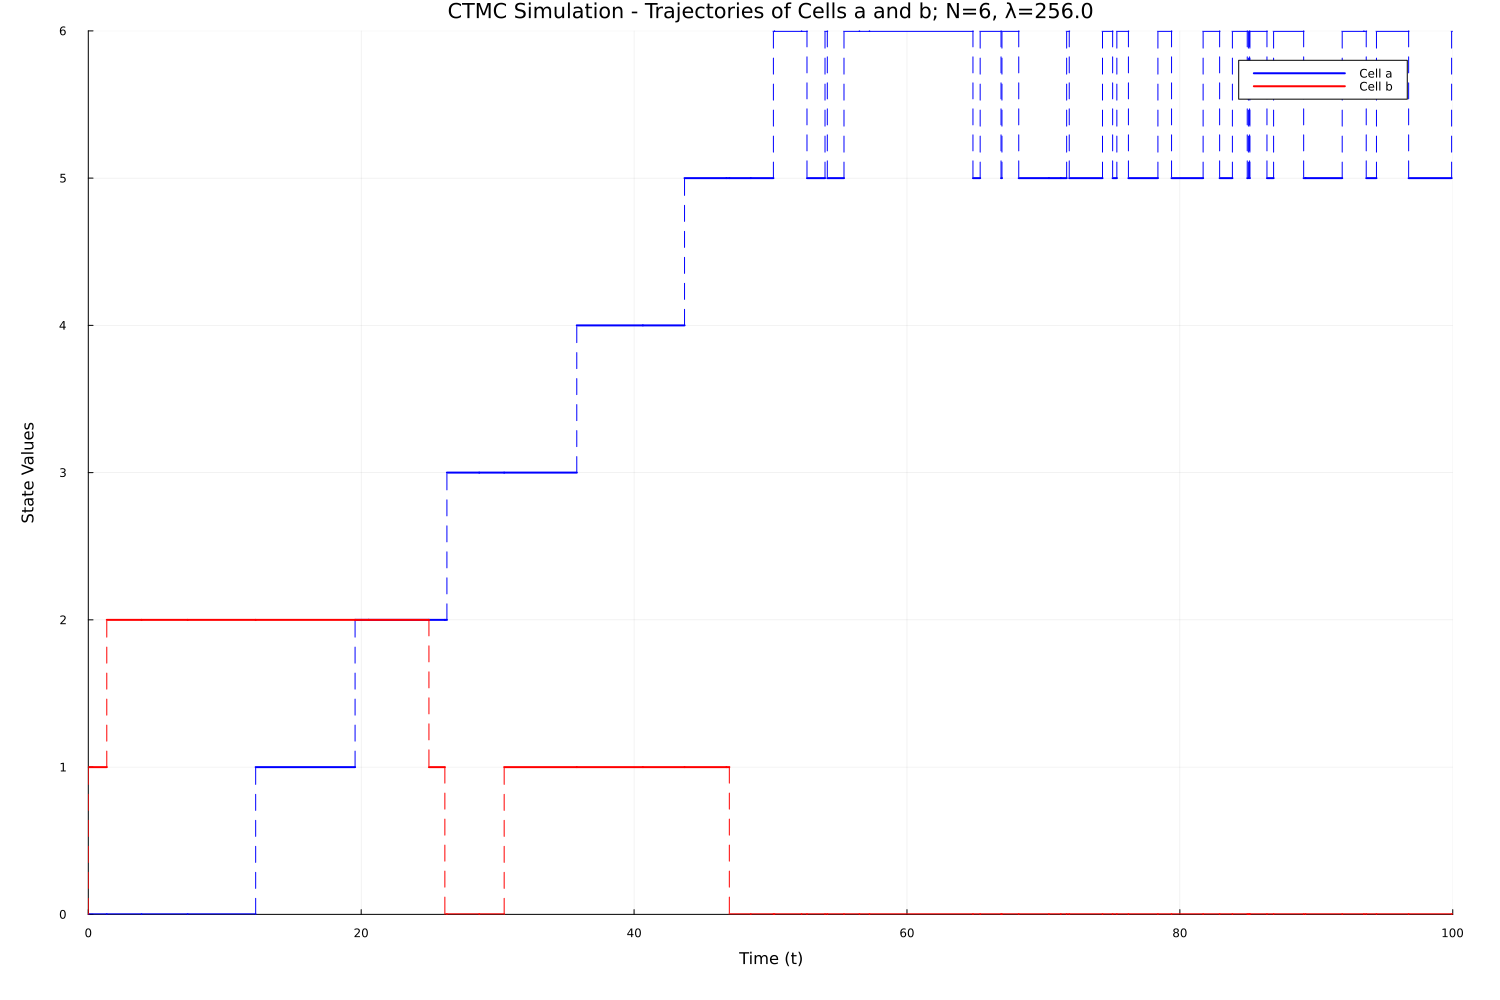 CTMC Simulation - Trajectories of Cells a and b; N=6, λ=256.0
6
Cell a
Cell b
5
4
State Values
3
2
1
0
0 20 40 60 80 100
Time (t)